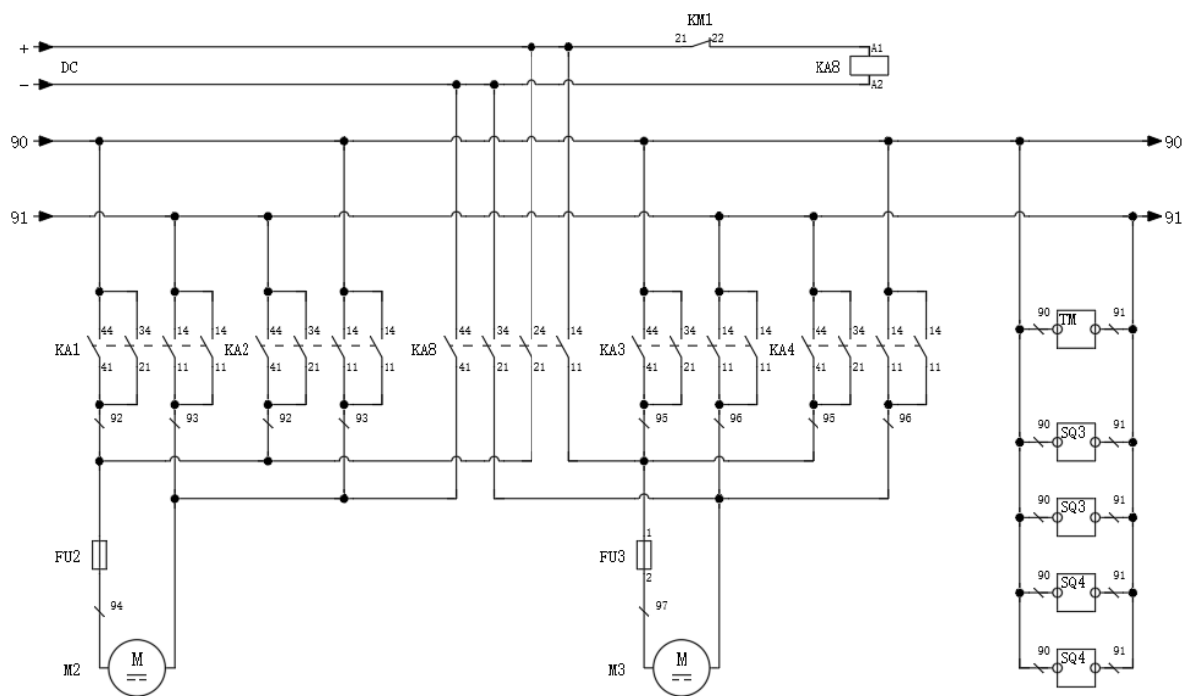 KM1
+ 21 22 A1
DC KA8
- A2
90 90
91 91
44 34 14 14 44 34 14 14 44 34 24 14 44 34 14 14 44 34 14 14
KA1 KA2 KA8 KA3 KA4
41 21 11 11 41 21 11 11 41 21 21 11 41 21 11 11 41 21 11 11
92 93 92 93 95 96 95 96
90 TM 91
90 SQ3 91
90 SQ3 91
1
FU2 FU3
2
90 SQ4 91
94 97
90 SQ4 91
M2 M M3 M